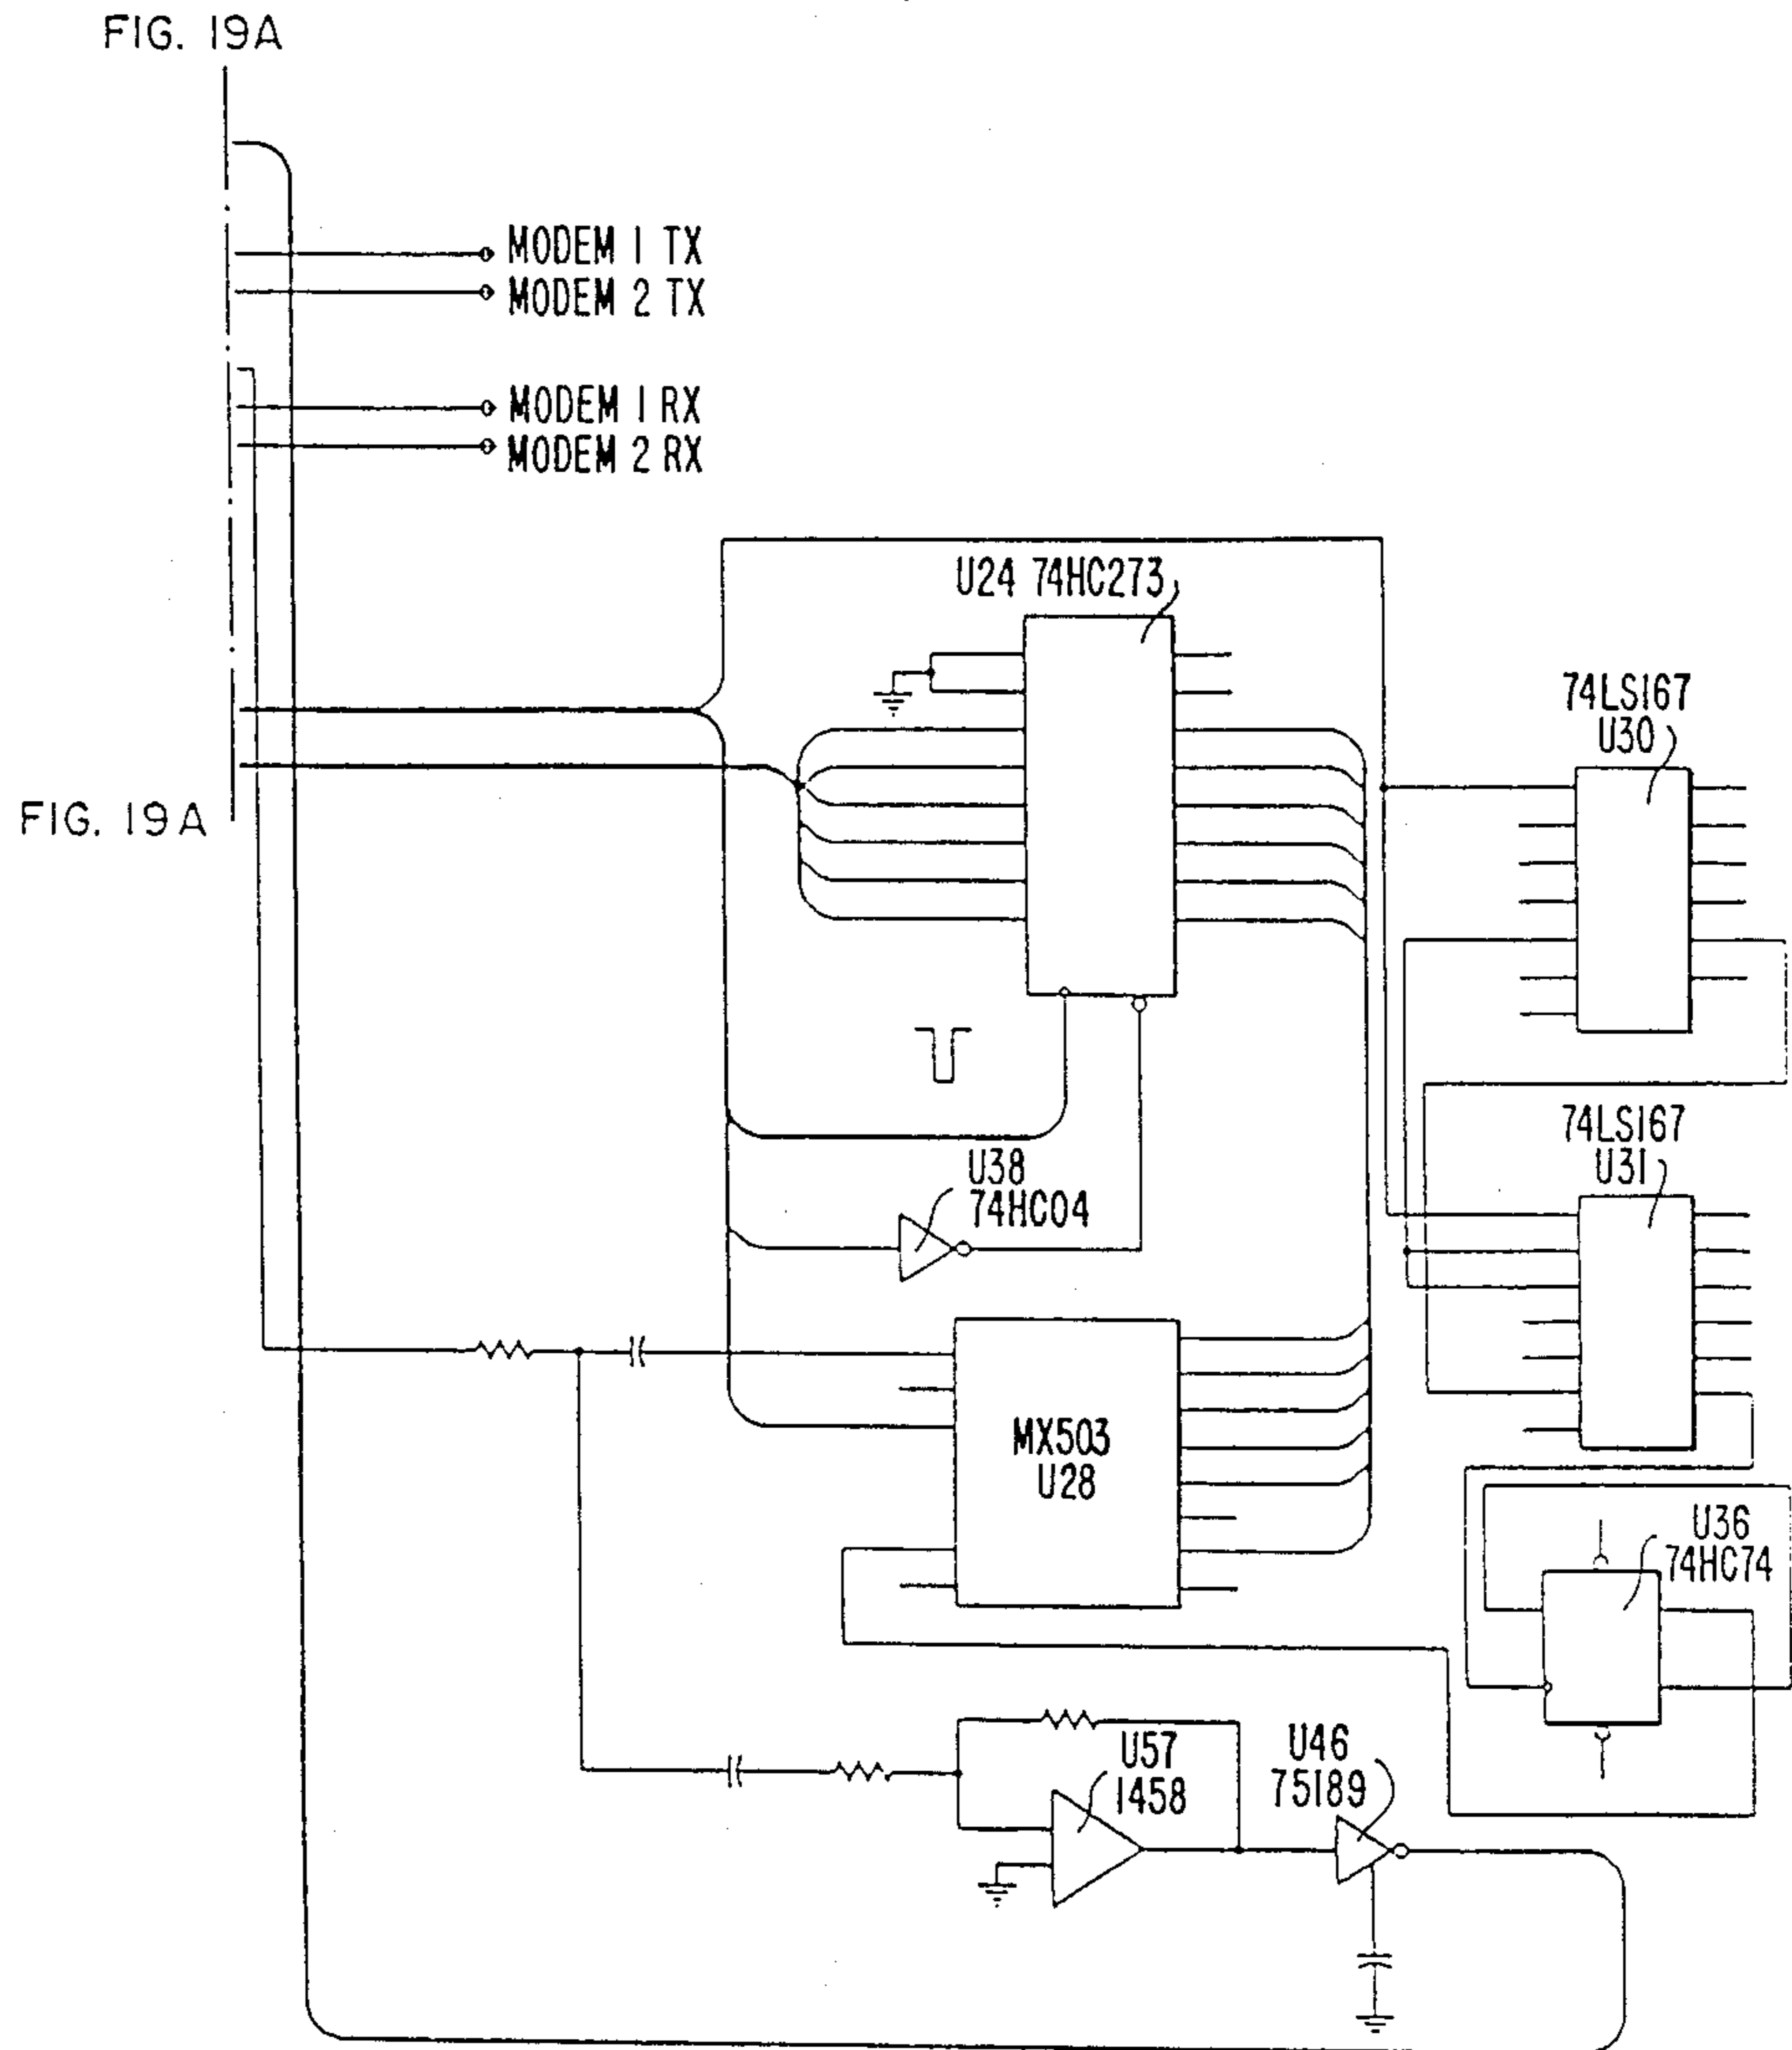 FIG. 19A
MODEM 1 TX
MODEM 2 TX
MODEM 1 RX
MODEM 2 RX
U24 74HC273
74LS167
U30
FIG. 19A
74LS167
U31
U38
74HC04
MX503
U28
U36
74HC74
U57
1458
U46
75189